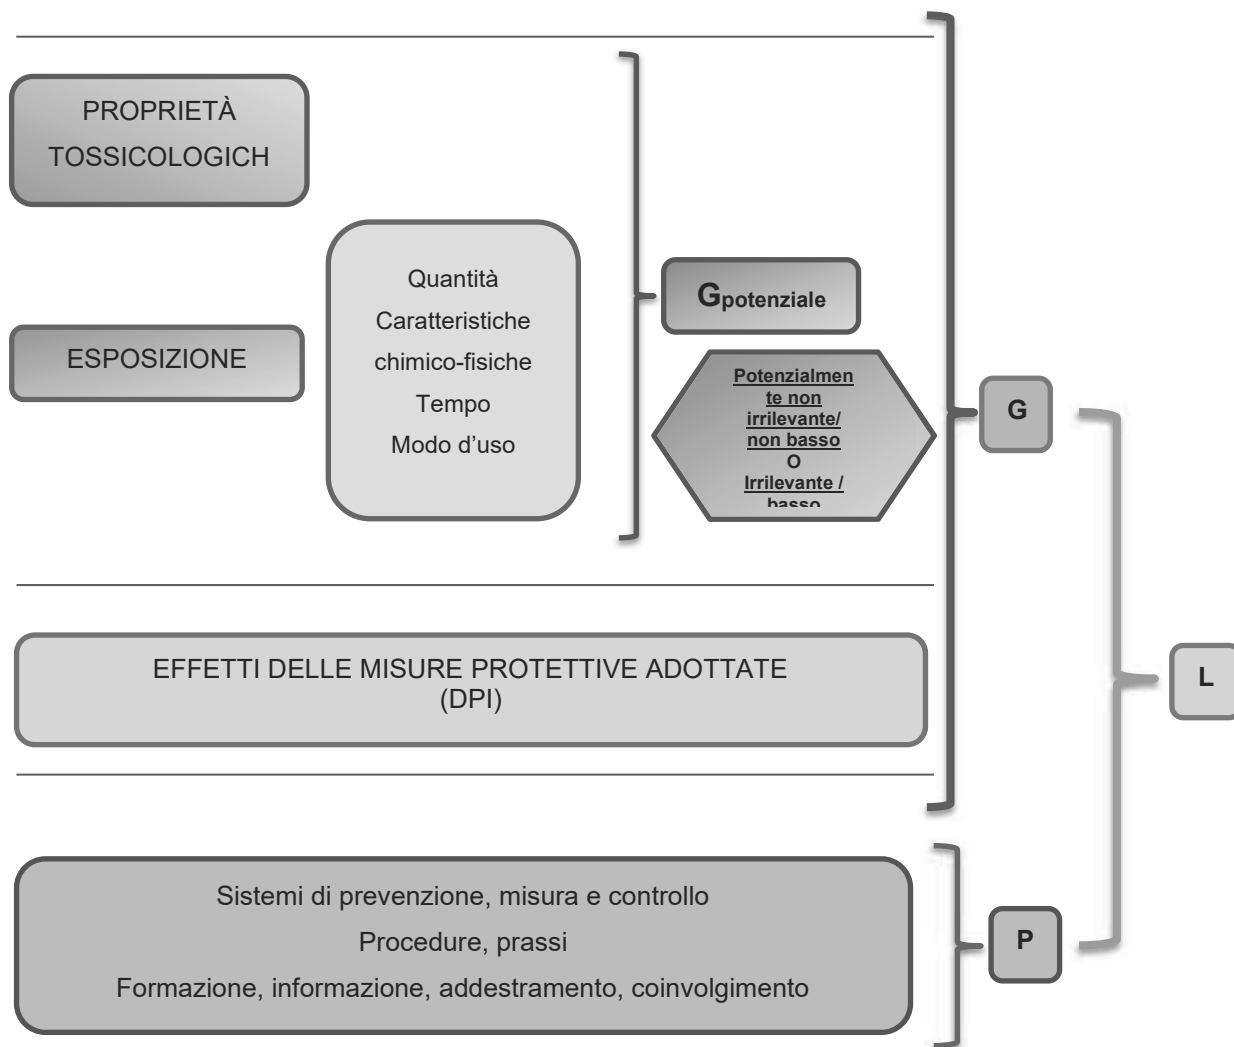 PROPRIETÀ
TOSSICOLOGICH
ESPOSIZIONE
Quantità
Caratteristiche
chimico-fisiche
Tempo
Modo d'uso
Gpotenziale
Potenzialmen
te non
irrilevante/
non basso
O
Irrilevante /
basso
G
EFFETTI DELLE MISURE PROTETTIVE ADOTTATE
(DPI)
L
Sistemi di prevenzione, misura e controllo
Procedure, prassi
Formazione, informazione, addestramento, coinvolgimento
P